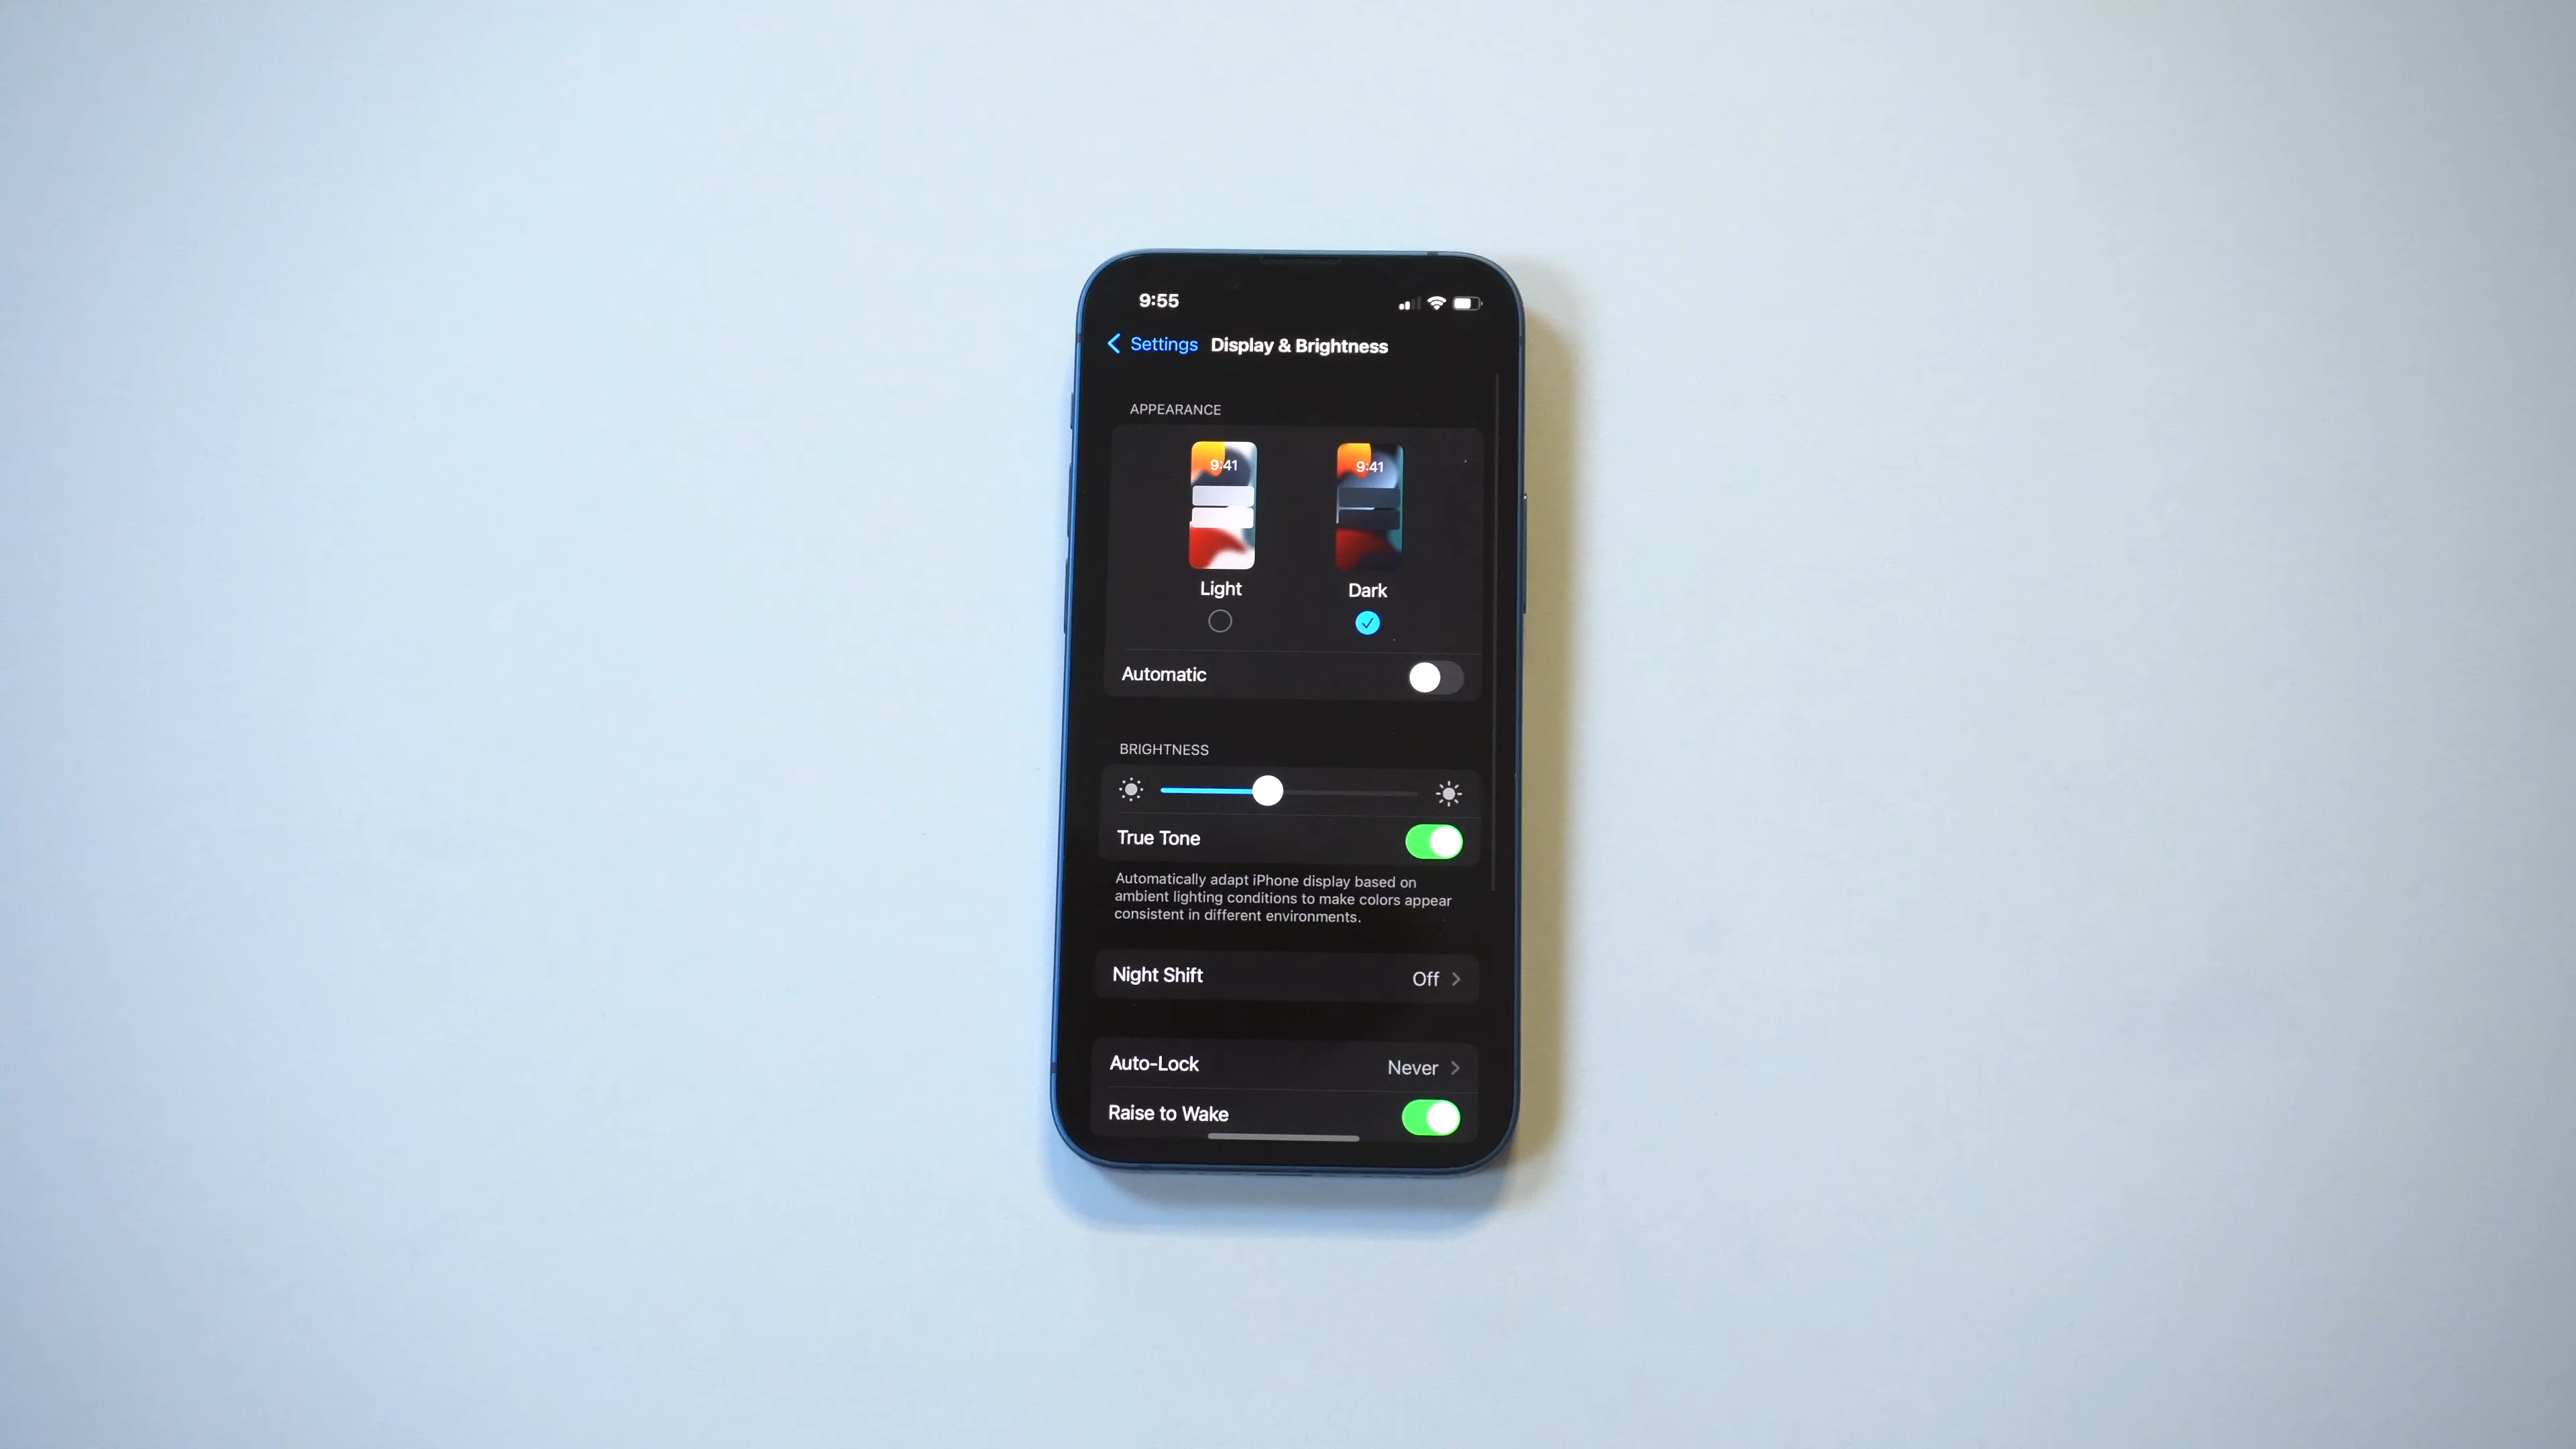 9:55
Settings Display & Brightness
APPEARANCE
9:41 9:41
Light Dark
Automatic
BRIGHTNESS
True Tone
Automatically adapt iPhone display based on
ambient lighting conditions to make colors appear
consistent in different environments.
Night Shift Off
Auto-Lock Never
Raise to Wake